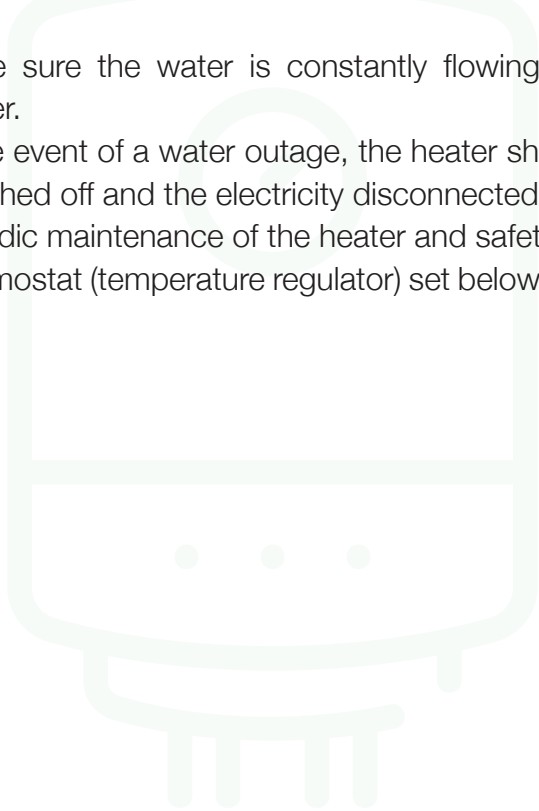 e sure the water is constantly flowing
er.
e event of a water outage, the heater sh
hed off and the electricity disconnected
dic maintenance of the heater and safet
mostat (temperature regulator) set below